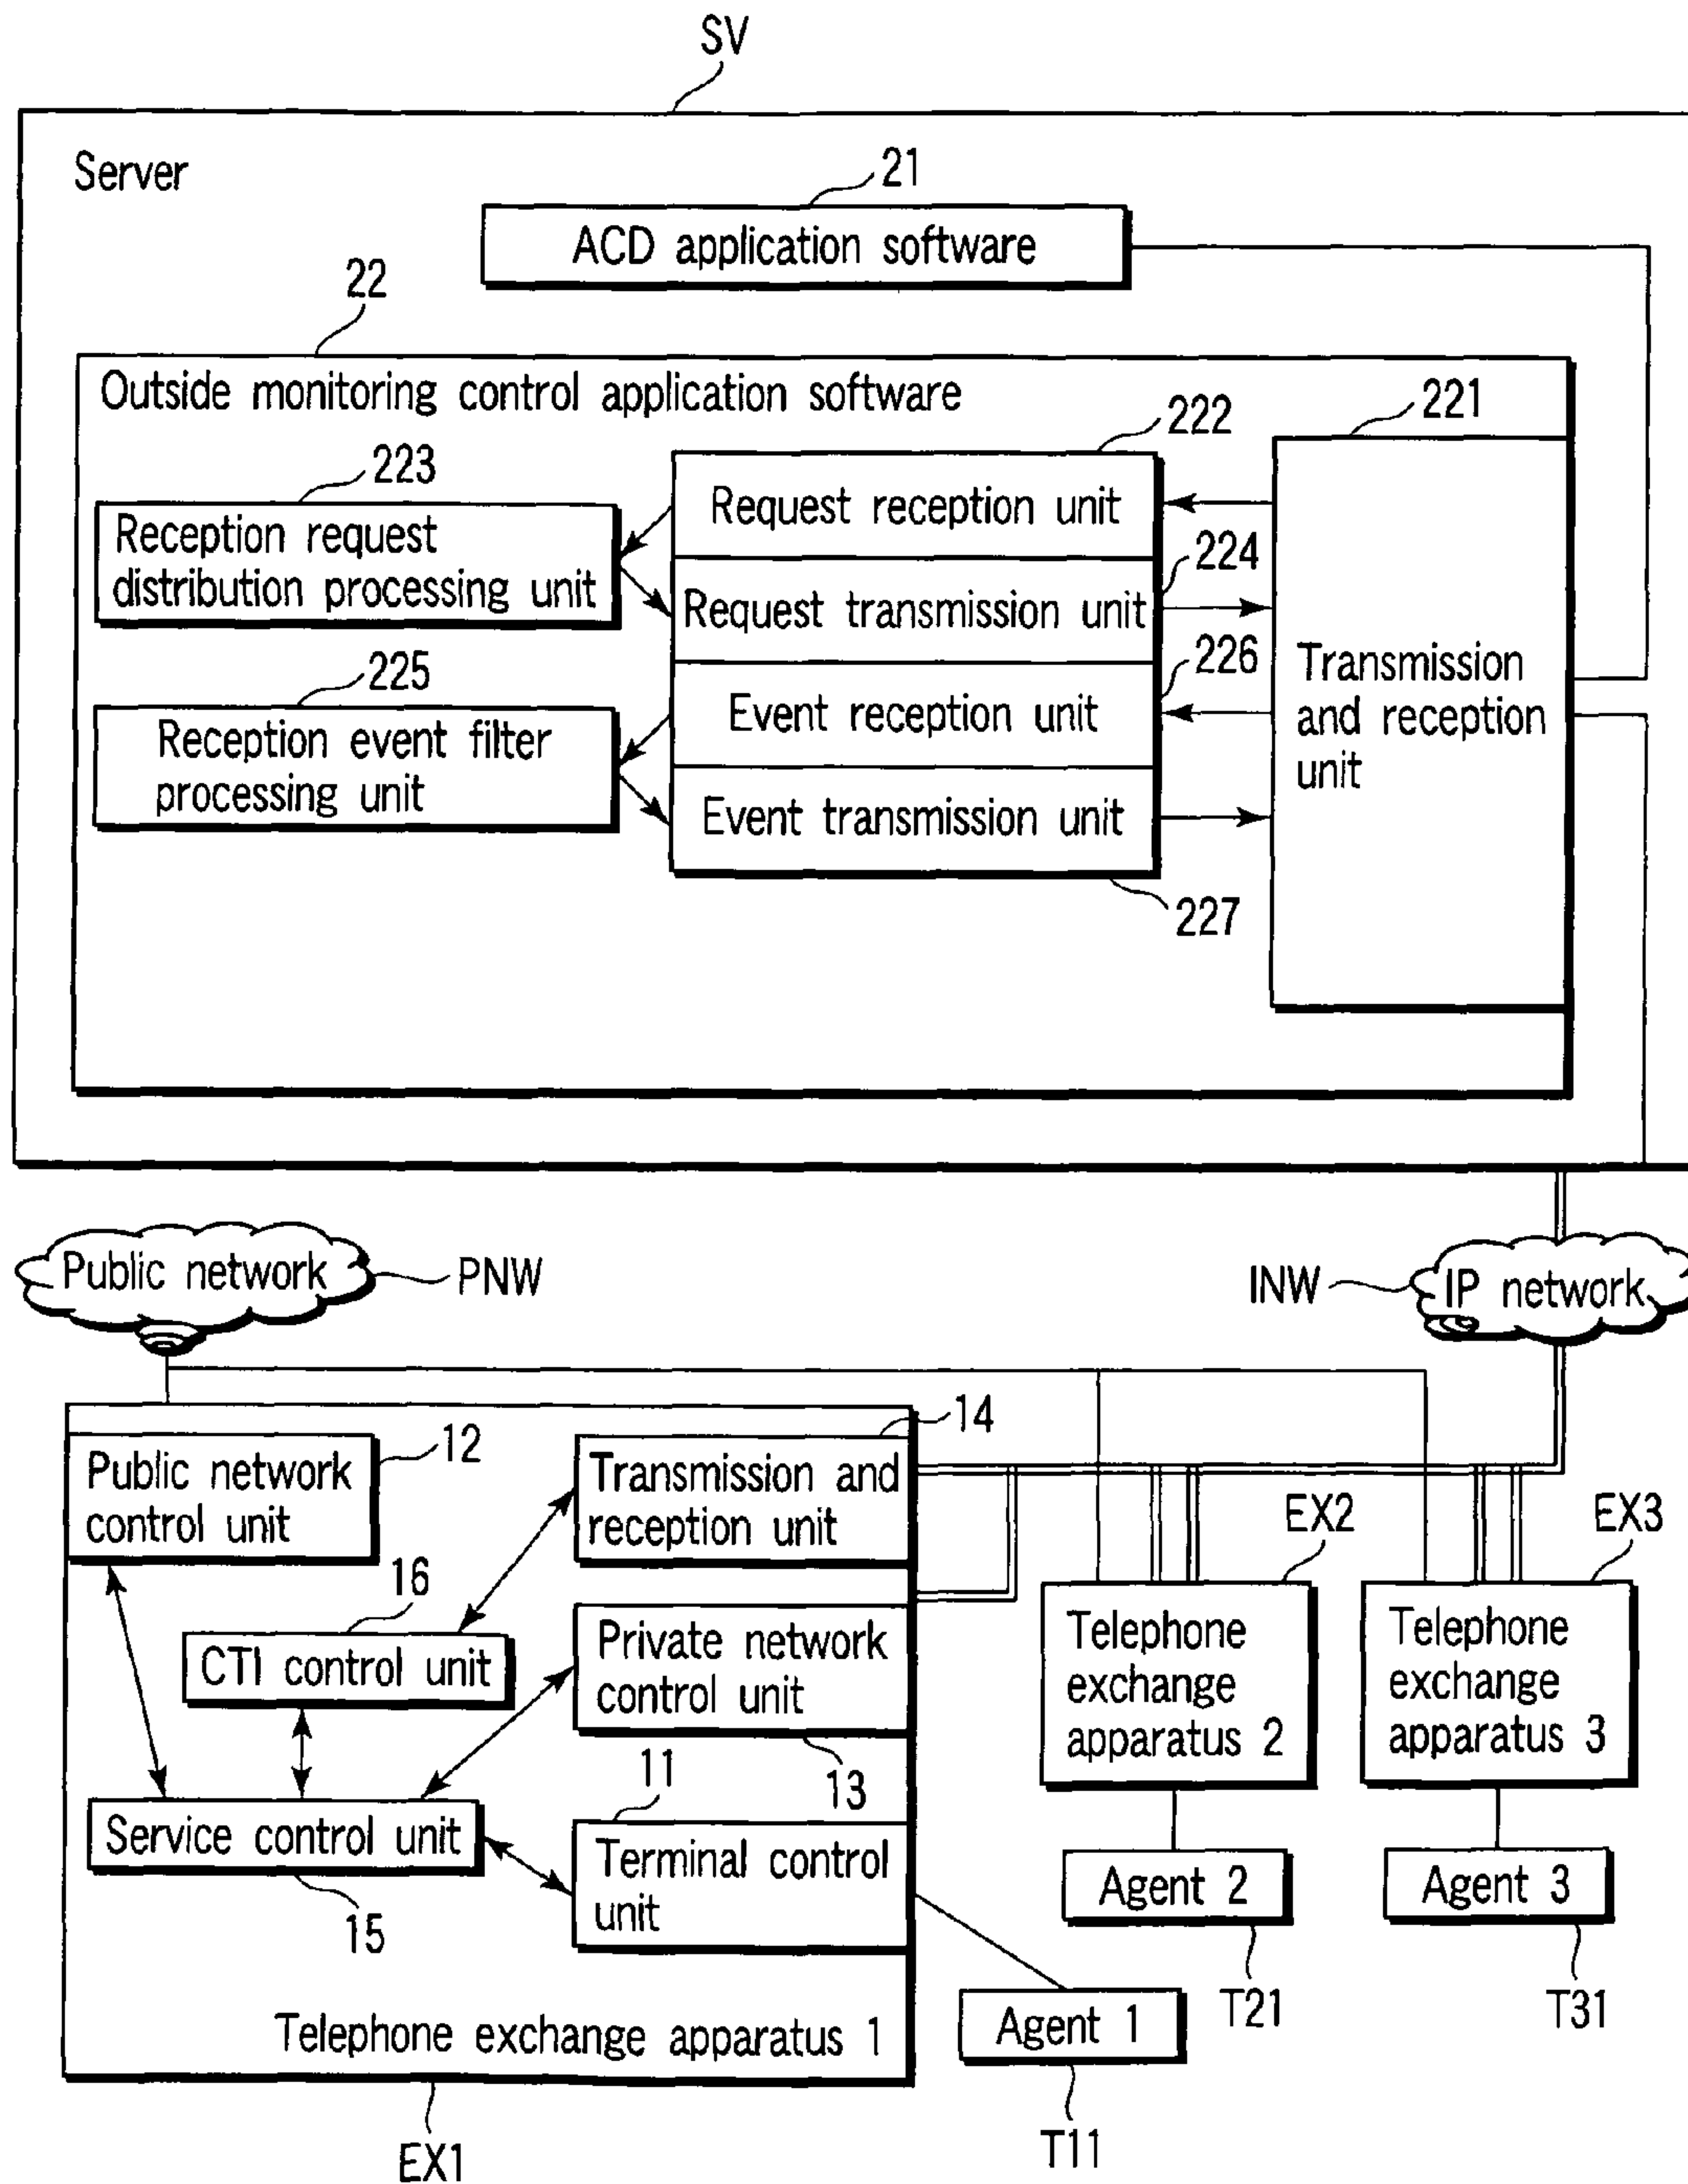 SV
Server
21
ACD application software
22
Outside monitoring control application software
221
222
223
Request reception unit
Reception request
distribution processing unit
224
Request transmission unit
226
225
Transmission
and reception
unit
Event reception unit
Reception event filter
processing unit
Event transmission unit
227
Public network
PNW
INW
IP network
14
12
Public network
control unit
Transmission and
reception unit
EX2
EX3
16
CTI control unit
Private network
control unit
Telephone
exchange
apparatus 2
Telephone
exchange
apparatus 3
13
11
Service control unit
15
Terminal control
unit
Agent 2
Agent 3
T21
T31
Agent 1
T11
Telephone exchange apparatus 1
EX1